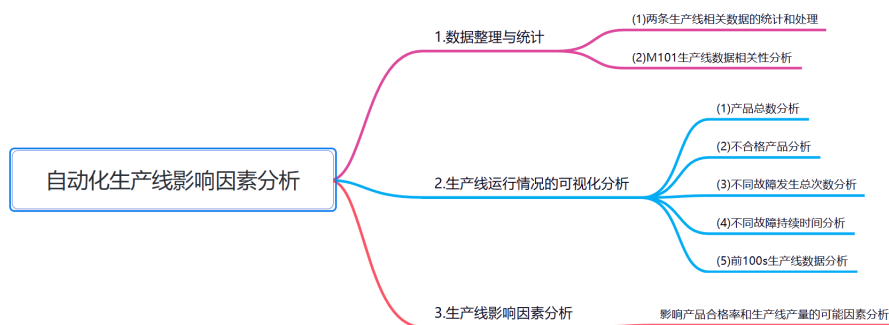 自动化生产线影响因素分析
1.数据整理与统计
(1)两条生产线相关数据的统计和处理
(2)M101生产线数据相关性分析
2.生产线运行情况的可视化分析
(1)产品总数分析
(2)不合格产品分析
(3)不同故障发生总次数分析
(4)不同故障持续时间分析
(5)前100s生产线数据分析
3.生产线影响因素分析
影响产品合格率和生产线产量的可能因素分析